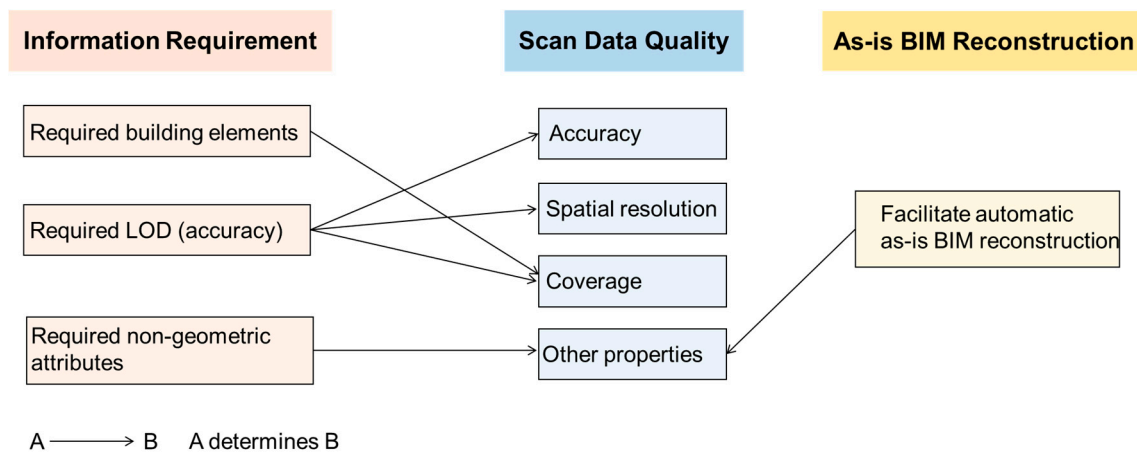 Information Requirement
Scan Data Quality
As-is BIM Reconstruction
Required building elements
Required LOD (accuracy)
Required non-geometric
attributes
Accuracy
Spatial resolution
Coverage
Other properties
Facilitate automatic
as-is BIM reconstruction
A B A determines B